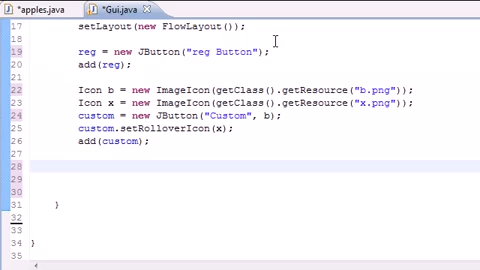 *apples.java
*Gui.java
17 setLayout(new FlowLayout());
18
19 reg = new JButton("reg Button");
20 add(reg);
21
22 Icon b = new ImageIcon(getClass().getResource("b.png"));
23 Icon x = new ImageIcon(getClass().getResource("x.png"));
24 custom = new JButton("Custom", b);
25 custom.setRolloverIcon(x);
26 add(custom);
27
28
29
30
31 }
32
33
34 }
35